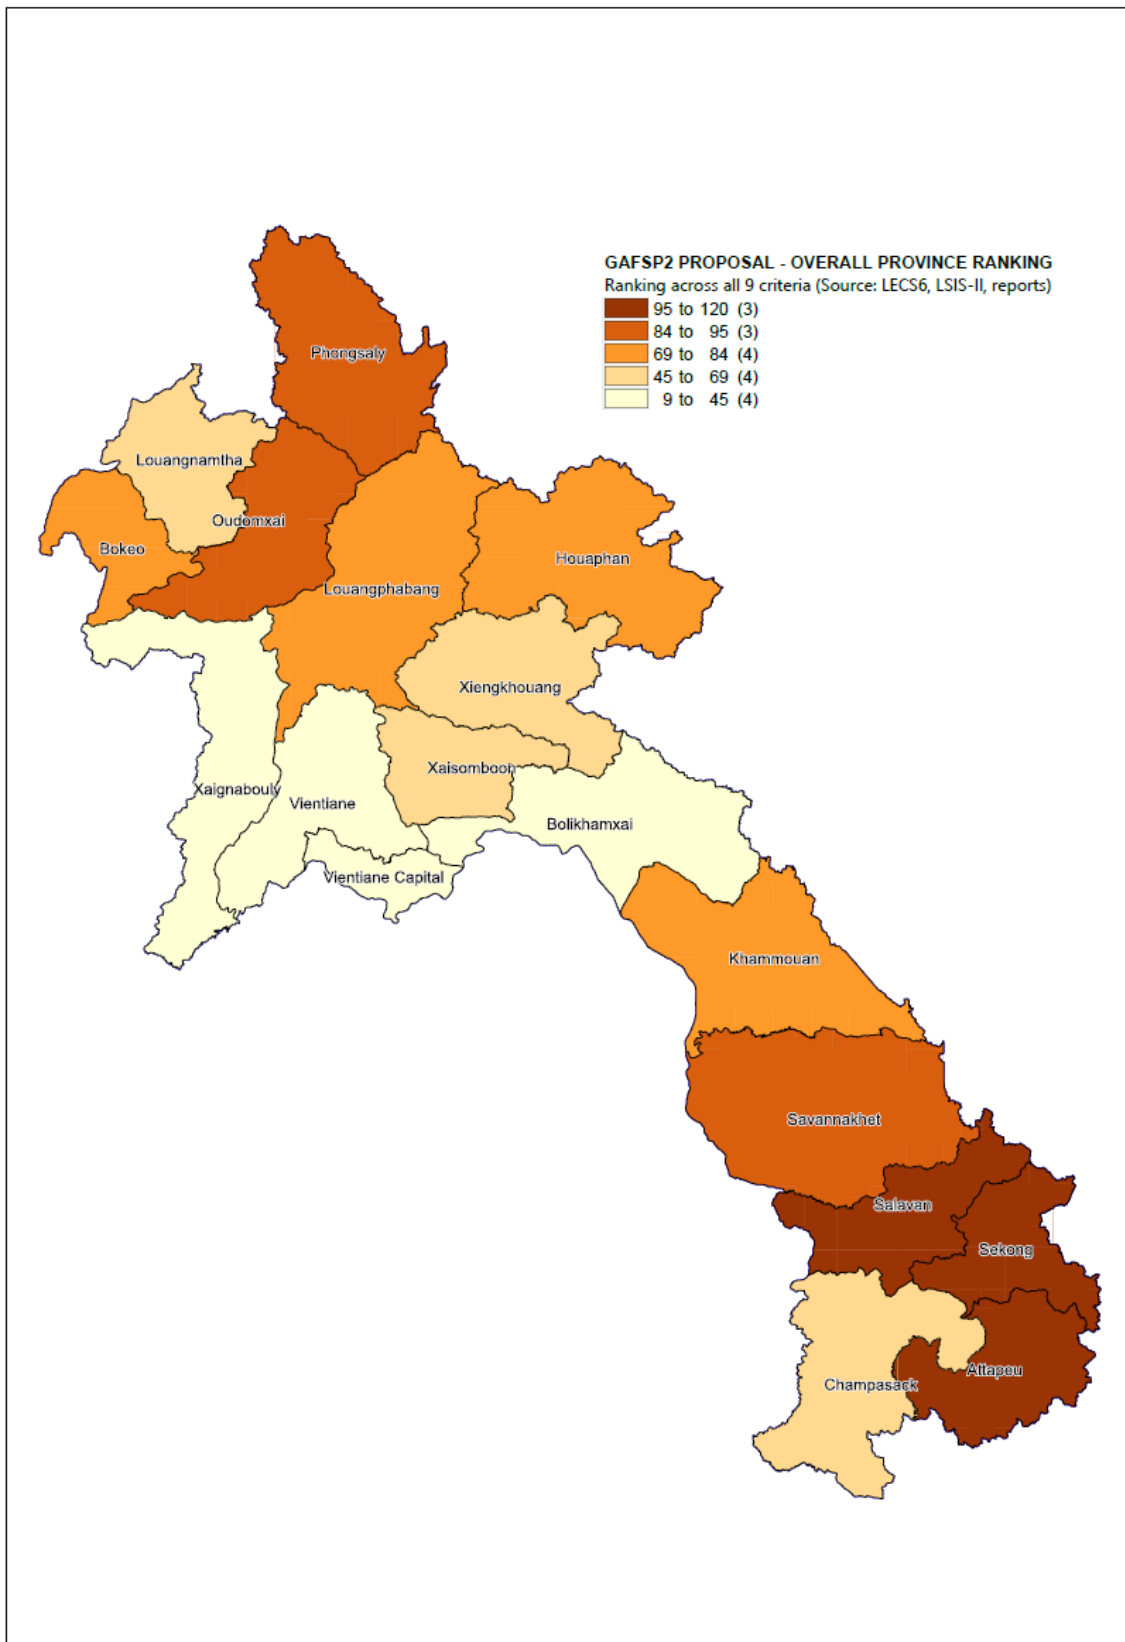 GAFSP2 PROPOSAL - OVERALL PROVINCE RANKING
Ranking across all 9 criteria (Source: LECS6, LSIS-II, reports)
95 to 120 (3)
84 to 95 (3)
69 to 84 (4)
45 to 69 (4)
9 to 45 (4)
Phongsaly
Louangnamtha
Oudomxai
Bokeo
Houaphan
Louangphabang
Xiengkhouang
Xaisomboon
Xaignabouly
Vientiane
Bolikhamxai
Vientiane Capital
Khammouan
Savannakhet
Salavan
Sekong
Attapeu
Champasack